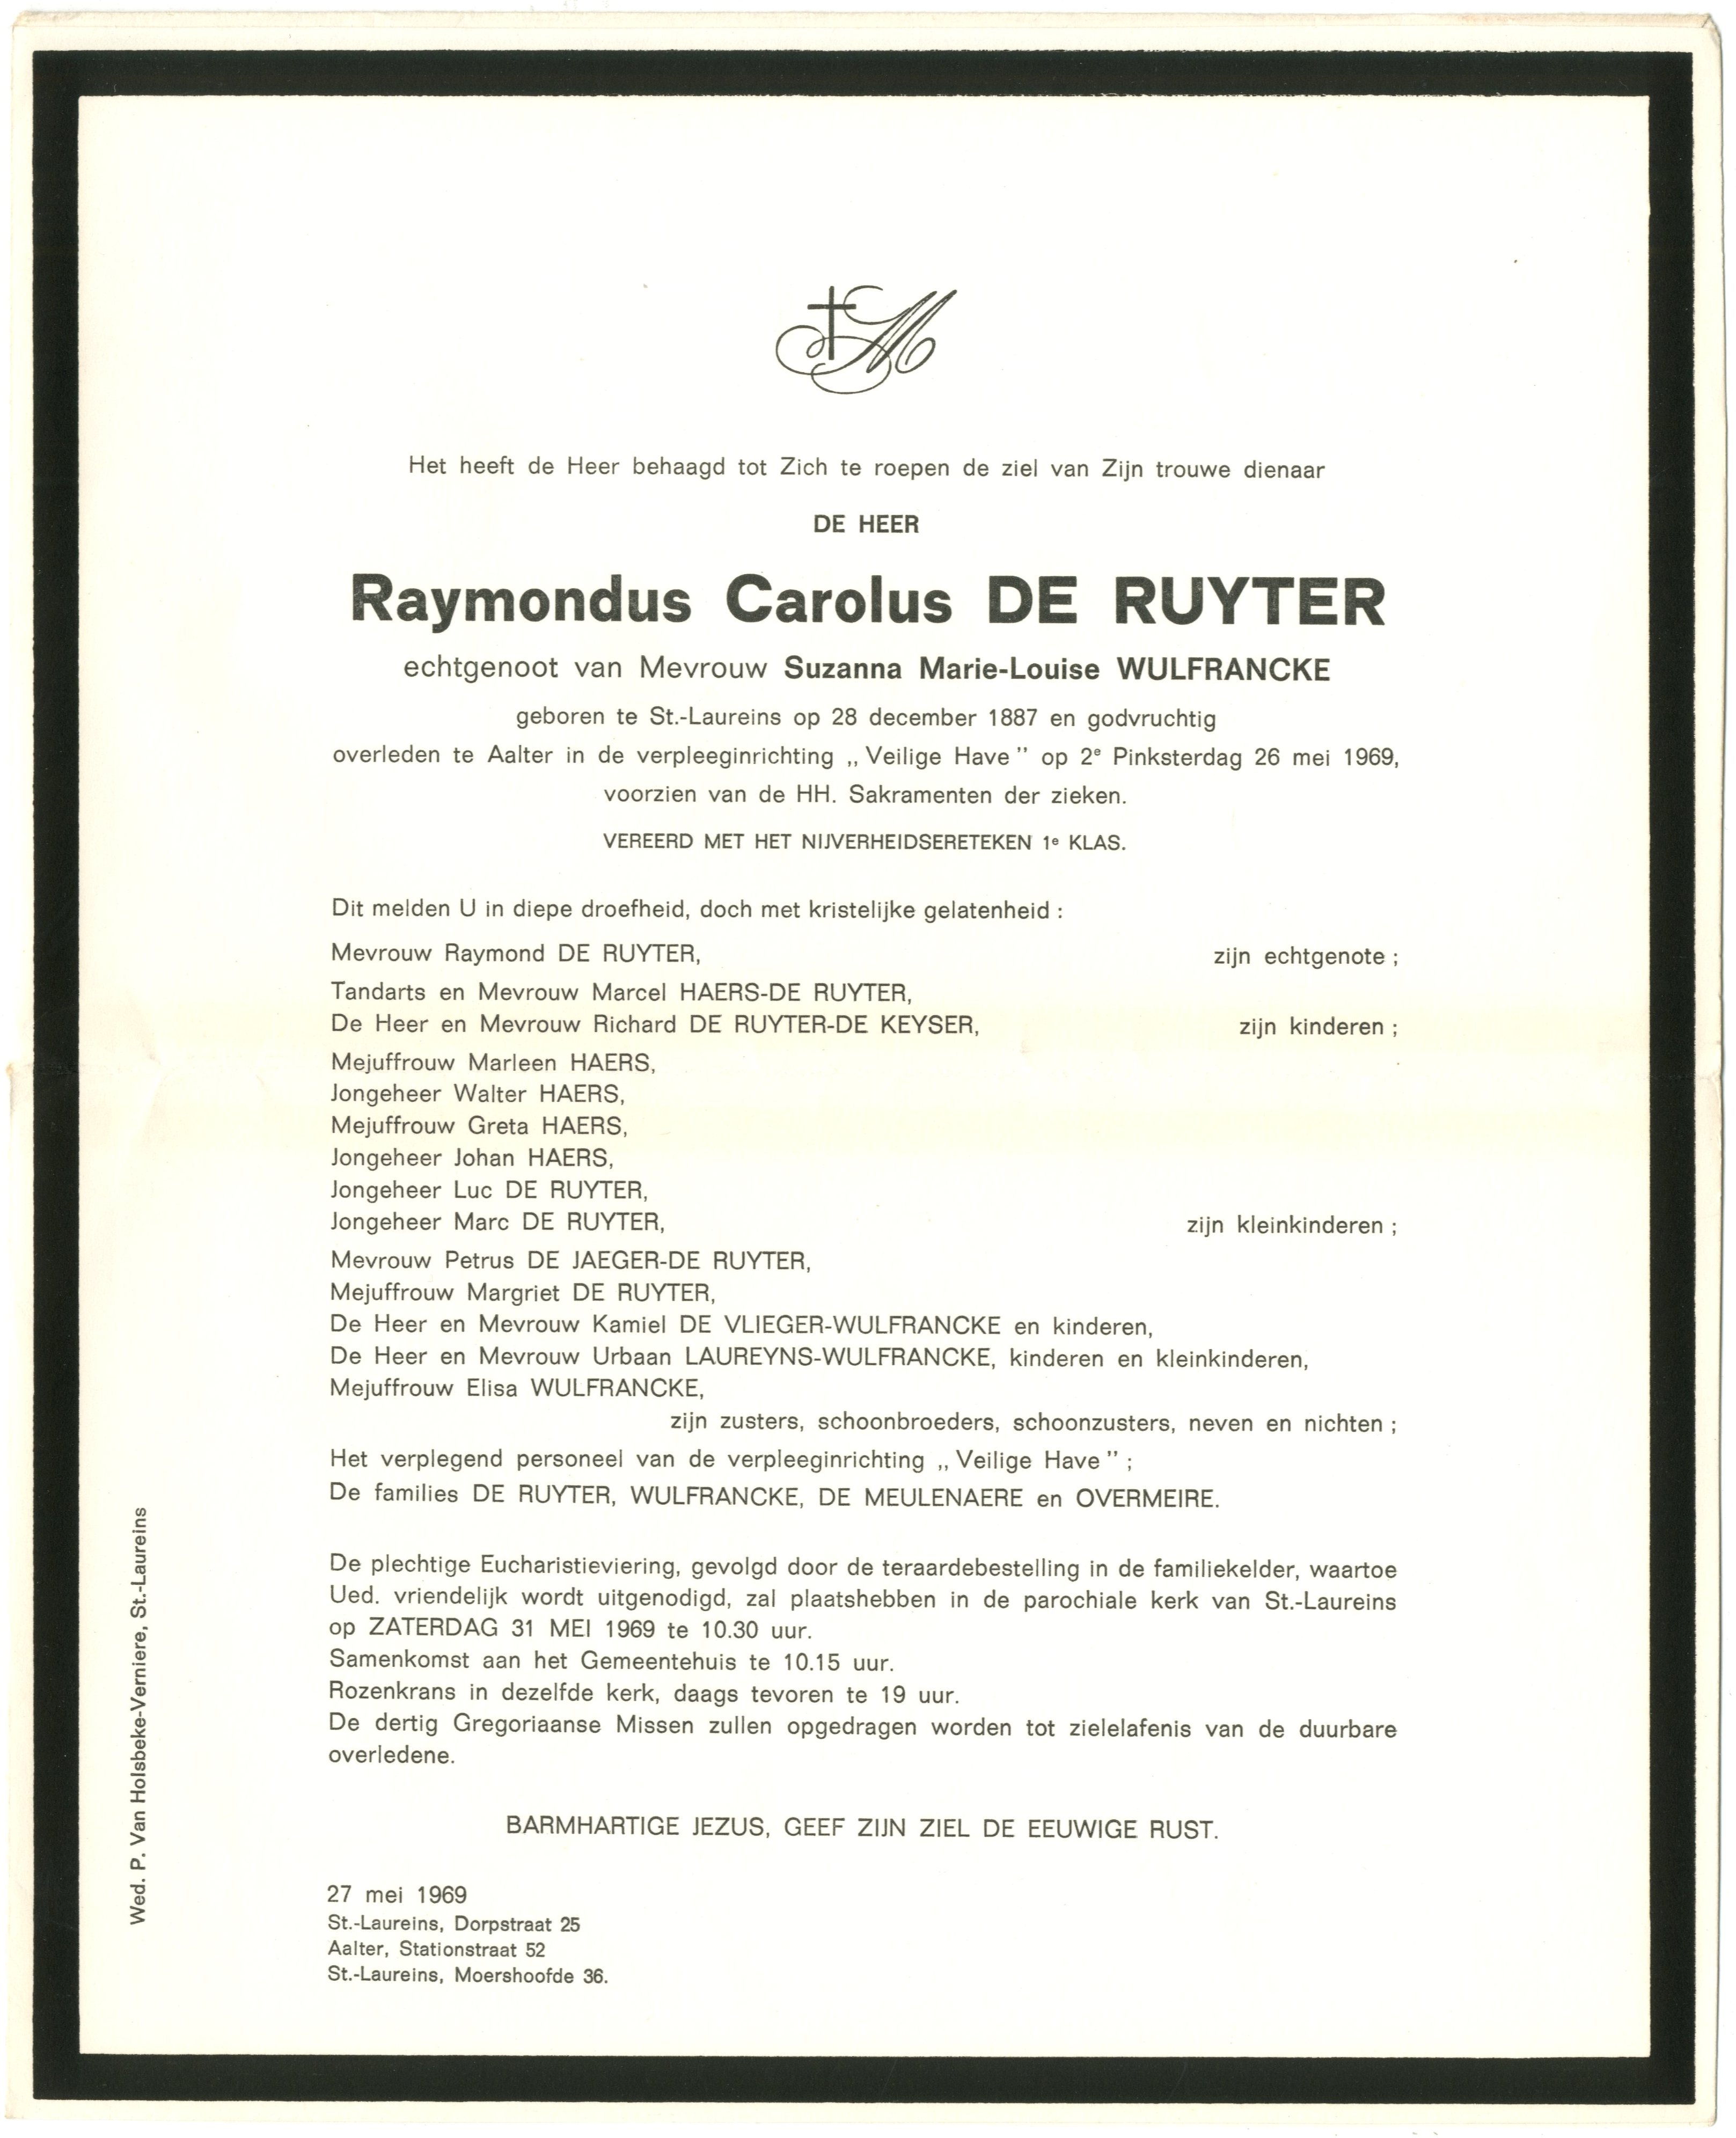 Het heeft de Heer behaagd tot Zich te roepen de ziel van Zijn trouwe dienaar
DE HEER
Raymondus Carolus DE RUYTER
echtgenoot van Mevrouw Suzanna Marie-Louise WULFRANCKE
geboren te St.-Laureins op 28 december 1887 en godvruchtig
overleden te Aalter in de verpleeginrichting „ Veilige Have ” op 2e Pinksterdag 26 mei 1969,
voorzien van de HH. Sakramenten der zieken.
VEREERD MET HET NIJVERHEIDSERETEKEN 1e KLAS.
Dit melden U in diepe droefheid, doch met kristelijke gelatenheid :
Mevrouw Raymond DE RUYTER, zijn echtgenote ;
Tandarts en Mevrouw Marcel HAERS-DE RUYTER,
De Heer en Mevrouw Richard DE RUYTER-DE KEYSER, zijn kinderen ;
Mejuffrouw Marleen HAERS,
Jongeheer Walter HAERS,
Mejuffrouw Greta HAERS,
Jongeheer Johan HAERS,
Jongeheer Luc DE RUYTER,
Jongeheer Marc DE RUYTER, zijn kleinkinderen ;
Mevrouw Petrus DE JAEGER-DE RUYTER,
Mejuffrouw Margriet DE RUYTER,
De Heer en Mevrouw Kamiel DE VLIEGER-WULFRANCKE en kinderen,
De Heer en Mevrouw Urbaan LAUREYNS-WULFRANCKE, kinderen en kleinkinderen,
Mejuffrouw Elisa WULFRANCKE,
zijn zusters, schoonbroeders, schoonzusters, neven en nichten ;
Het verplegend personeel van de verpleeginrichting „ Veilige Have ” ;
De families DE RUYTER, WULFRANCKE, DE MEULENAERE en OVERMEIRE.
De plechtige Eucharistieviering, gevolgd door de teraardebestelling in de familiekelder, waartoe
Ued. vriendelijk wordt uitgenodigd, zal plaatshebben in de parochiale kerk van St.-Laureins
op ZATERDAG 31 MEI 1969 te 10.30 uur.
Samenkomst aan het Gemeentehuis te 10.15 uur.
Rozenkrans in dezelfde kerk, daags tevoren te 19 uur.
De dertig Gregoriaanse Missen zullen opgedragen worden tot zielelafenis van de duurbare
overledene.
BARMHARTIGE JEZUS, GEEF ZIJN ZIEL DE EEUWIGE RUST.
27 mei 1969
St.-Laureins, Dorpstraat 25
Aalter, Stationstraat 52
St.-Laureins, Moershoofde 36.
Wed. P. Van Holsbeke-Verniere, St.-Laureins